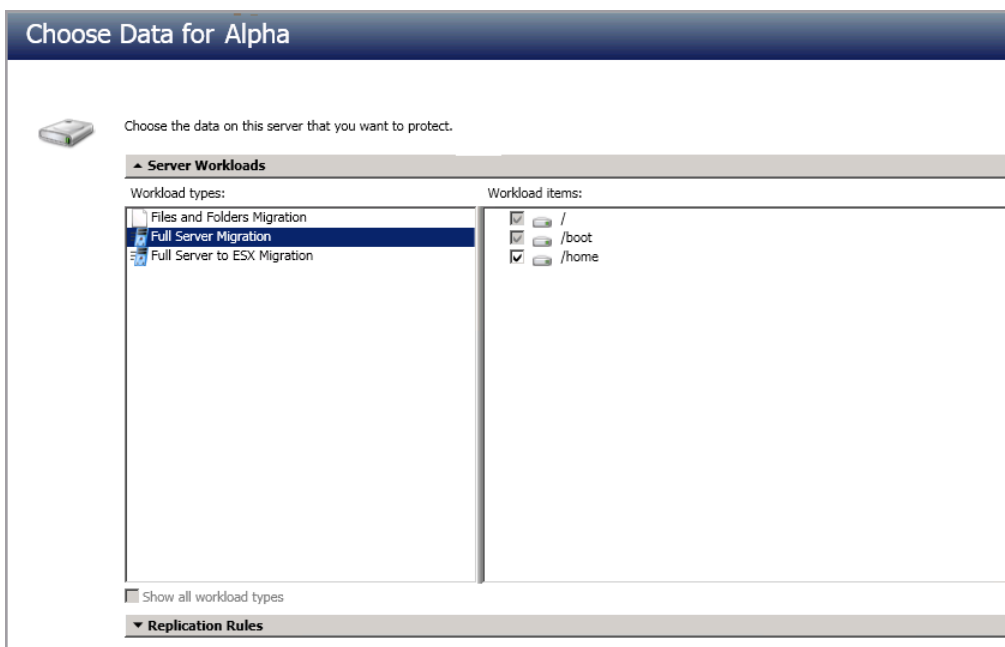 Choose Data for Alpha
Choose the data on this server that you want to protect.
Server Workloads
Workload types:
Workload items:
Files and Folders Migration
Full Server Migration
Full Server to ESX Migration
/
/boot
/home
Show all workload types
Replication Rules